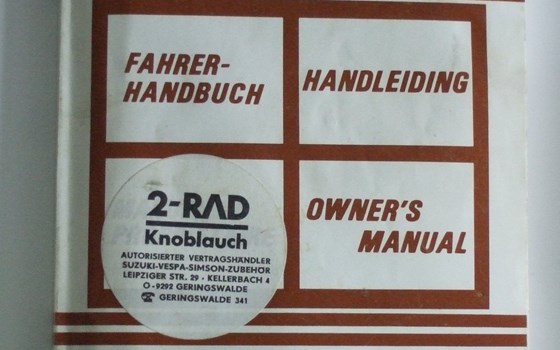 FAHRER-
HANDBUCH
HANDLEIDING
2-RAD
Knoblauch
AUTORISIERTER VERTRAGSHÄNDLER
SUZUKI-VESPA-SIMSON-ZUBEHÖR
LEIPZIGER STR. 29 - KELLERBACH 4
O-9292 GERINGSWALDE
☎ GERINGSWALDE 341
OWNER'S
MANUAL